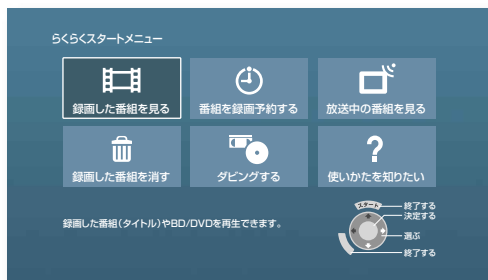 らくらくスタートメニュー
録画した番組を見る
番組を録画予約する
放送中の番組を見る
録画した番組を消す
ダビングする
?
使いかたを知りたい
録画した番組(タイトル)やBD/DVDを再生できます。
スタート
終了する
決定する
選ぶ
終了する